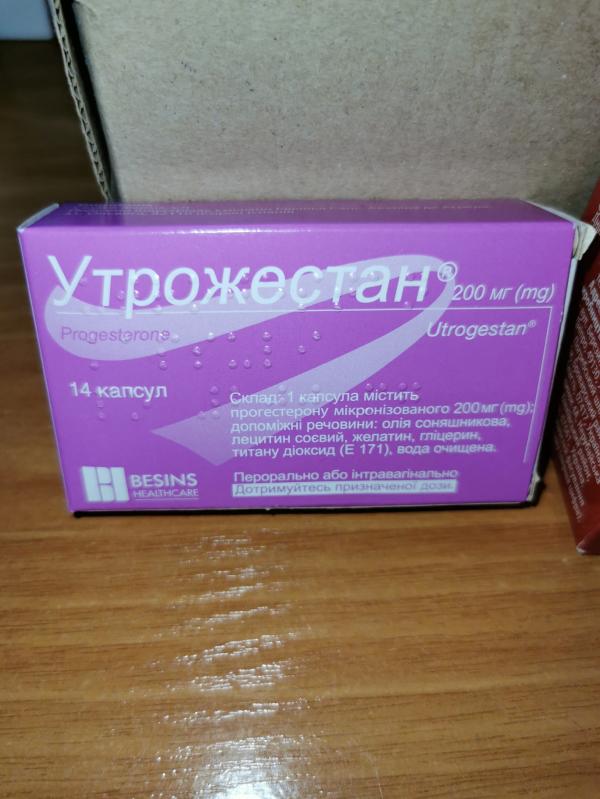 Утрожестан® 200 мг (mg)
Progesterone
Utrogestan®
14 капсул
Склад: 1 капсула містить
прогестерону мікронізованого 200 мг (mg);
допоміжні речовини: олія соняшникова,
лецитин соєвий, желатин, гліцерин,
титану діоксид (Е 171), вода очищена.
BESINS
HEALTHCARE
Перорально або інтравагінально
Дотримуйтесь призначеної дози.